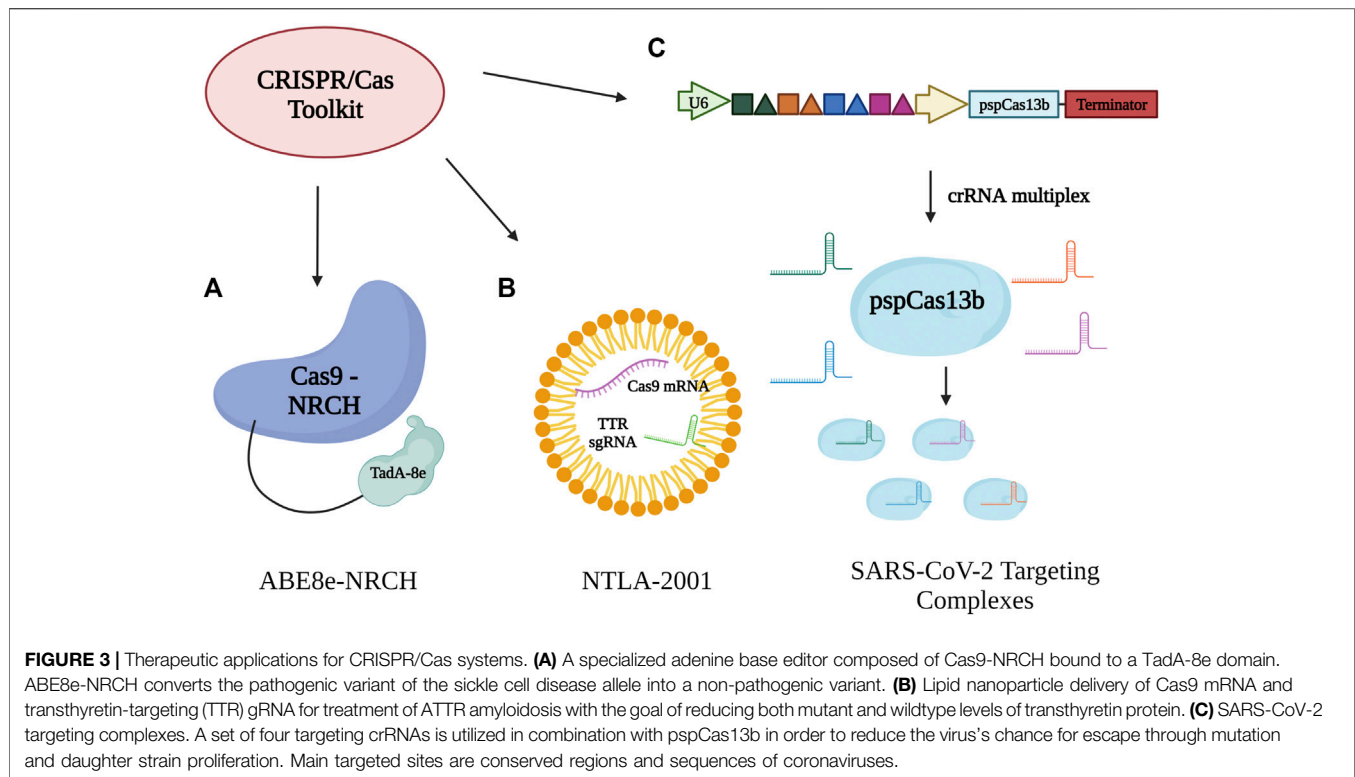 CRISPR/Cas
Toolkit
C
U6
pspCas13b
Terminator
crRNA multiplex
A
B
Cas9 -
NRCH
TadA-8e
Cas9 mRNA
TTR
sgRNA
pspCas13b
ABE8e-NRCH
NTLA-2001
SARS-CoV-2 Targeting
Complexes
FIGURE 3 | Therapeutic applications for CRISPR/Cas systems. (A) A specialized adenine base editor composed of Cas9-NRCH bound to a TadA-8e domain.
ABE8e-NRCH converts the pathogenic variant of the sickle cell disease allele into a non-pathogenic variant. (B) Lipid nanoparticle delivery of Cas9 mRNA and
transthyretin-targeting (TTR) gRNA for treatment of ATTR amyloidosis with the goal of reducing both mutant and wildtype levels of transthyretin protein. (C) SARS-CoV-2
targeting complexes. A set of four targeting crRNAs is utilized in combination with pspCas13b in order to reduce the virus's chance for escape through mutation
and daughter strain proliferation. Main targeted sites are conserved regions and sequences of coronaviruses.